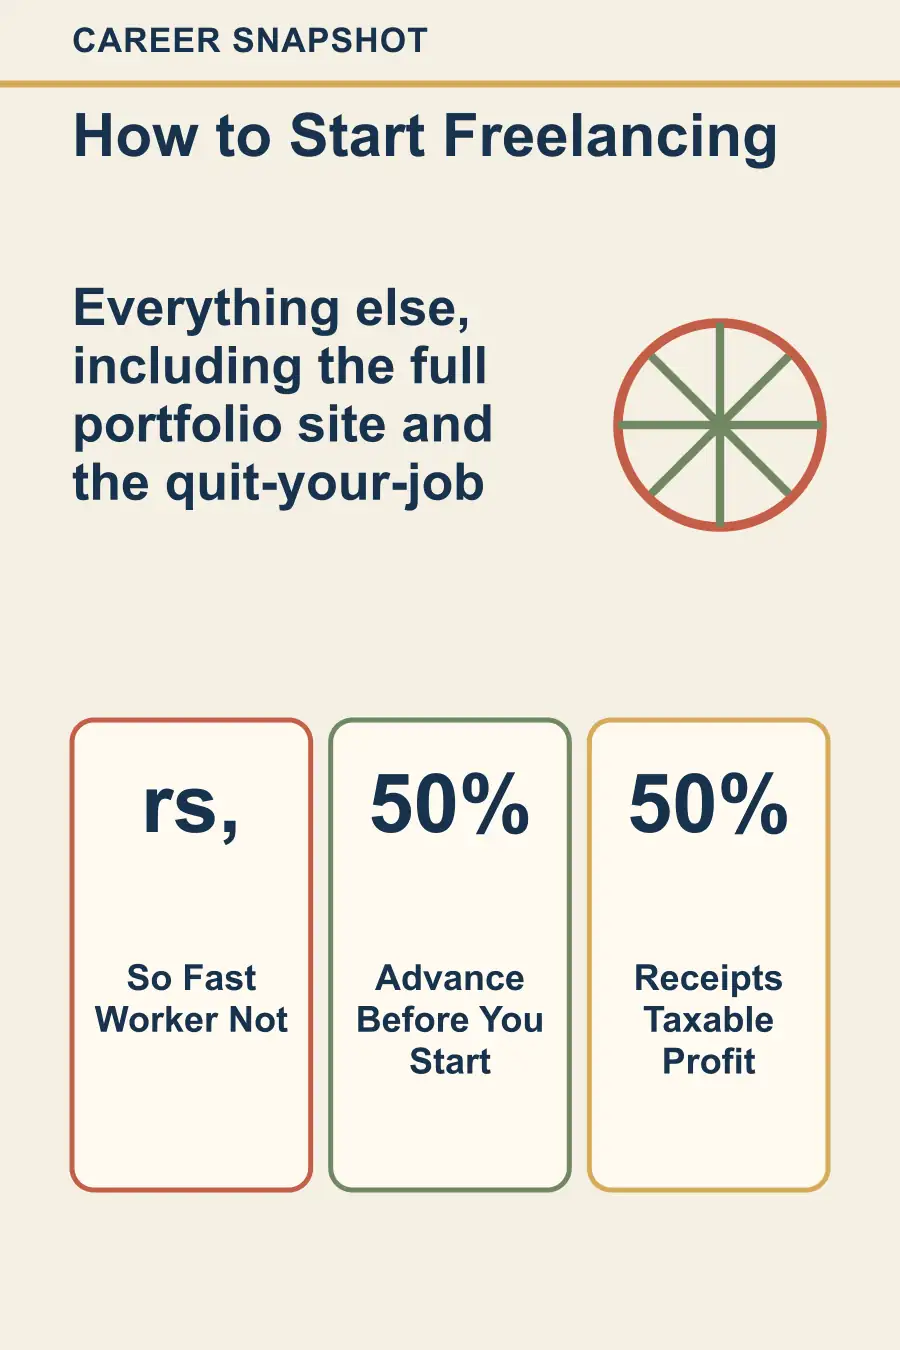 CAREER SNAPSHOT
How to Start Freelancing
Everything else,
including the full
portfolio site and
the quit-your-job
rs,
So Fast
Worker Not
50%
Advance
Before You
Start
50%
Receipts
Taxable
Profit